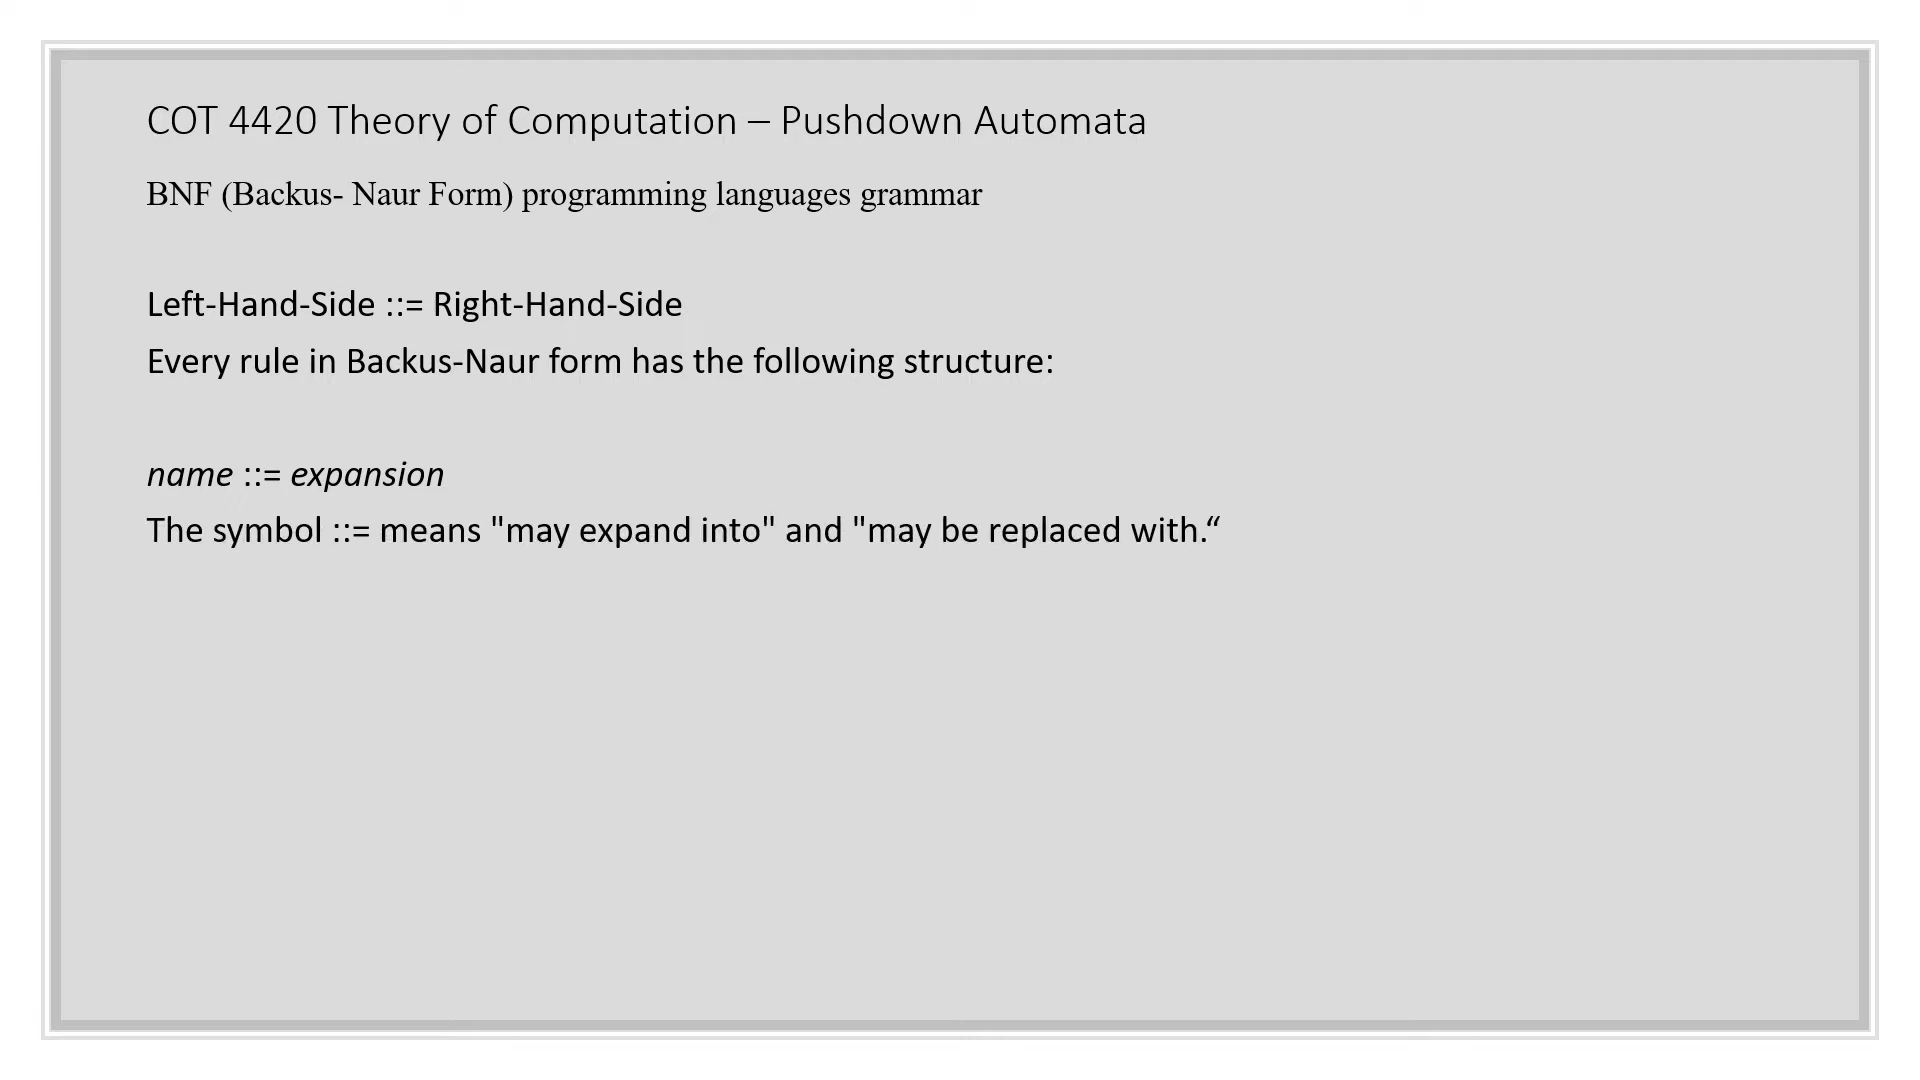 COT 4420 Theory of Computation – Pushdown Automata
BNF (Backus- Naur Form) programming languages grammar
Left-Hand-Side ::= Right-Hand-Side
Every rule in Backus-Naur form has the following structure:
name ::= expansion
The symbol ::= means "may expand into" and "may be replaced with.“